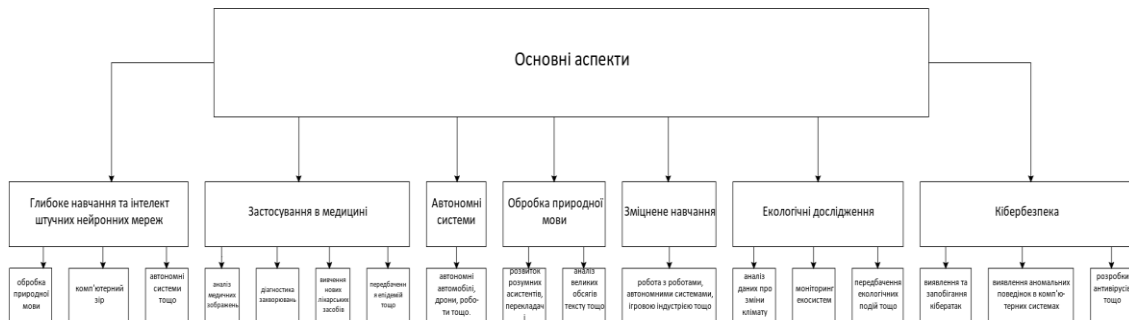 Основні аспекти
Глибоке навчання та інтелект
штучних нейронних мереж
Застосування в медицині
Автономні
системи
Обробка природної
мови
Зміцнене навчання
Екологічні дослідження
Кібербезпека
обробка
природної
мови
комп'ютерний
зір
автономні
системи
тощо
аналіз
медичних
зображень
діагностика
захворювань
вивчення
нових
лікарських
засобів
передбачен
я епідемій
тощо
автономні
автомобілі,
дрони, робо-
ти тощо.
розвиток
розумних
асистентів,
перекладач
і
аналіз
великих
обсягів
тексту тощо
робота з роботами,
автономними системами,
ігровою індустрією тощо
аналіз
даних про
зміни
клімату
моніторинг
екосистем
передбачення
екологічних
подій тощо
виявлення та
запобігання
кібератак
виявлення аномальних
поведінок в комп'ю-
терних системах
розробки
антивірусів
тощо